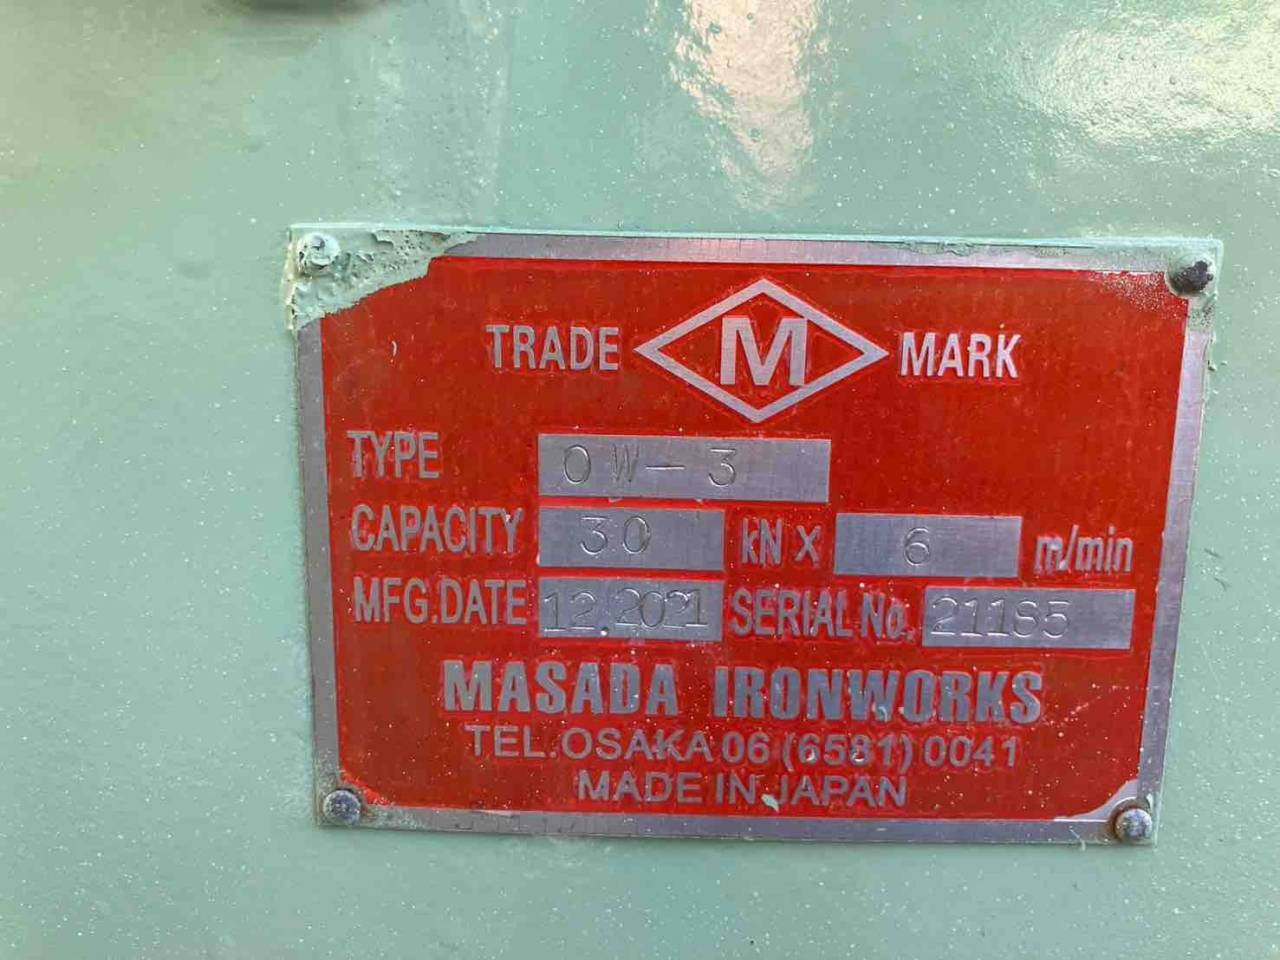 TRADE M MARK
TYPE OW-3
CAPACITY 30 kN x 6 m/min
MFG.DATE 12.2021 SERIAL No. 21185
MASADA IRONWORKS
TEL.OSAKA 06 (6581) 0041
MADE IN JAPAN